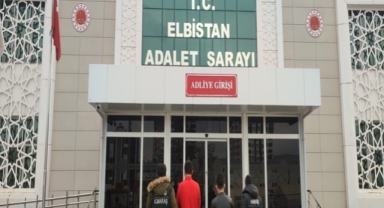 T.C.
ELBİSTAN
ADALET SARAYI
ADLİYE GİRİŞİ